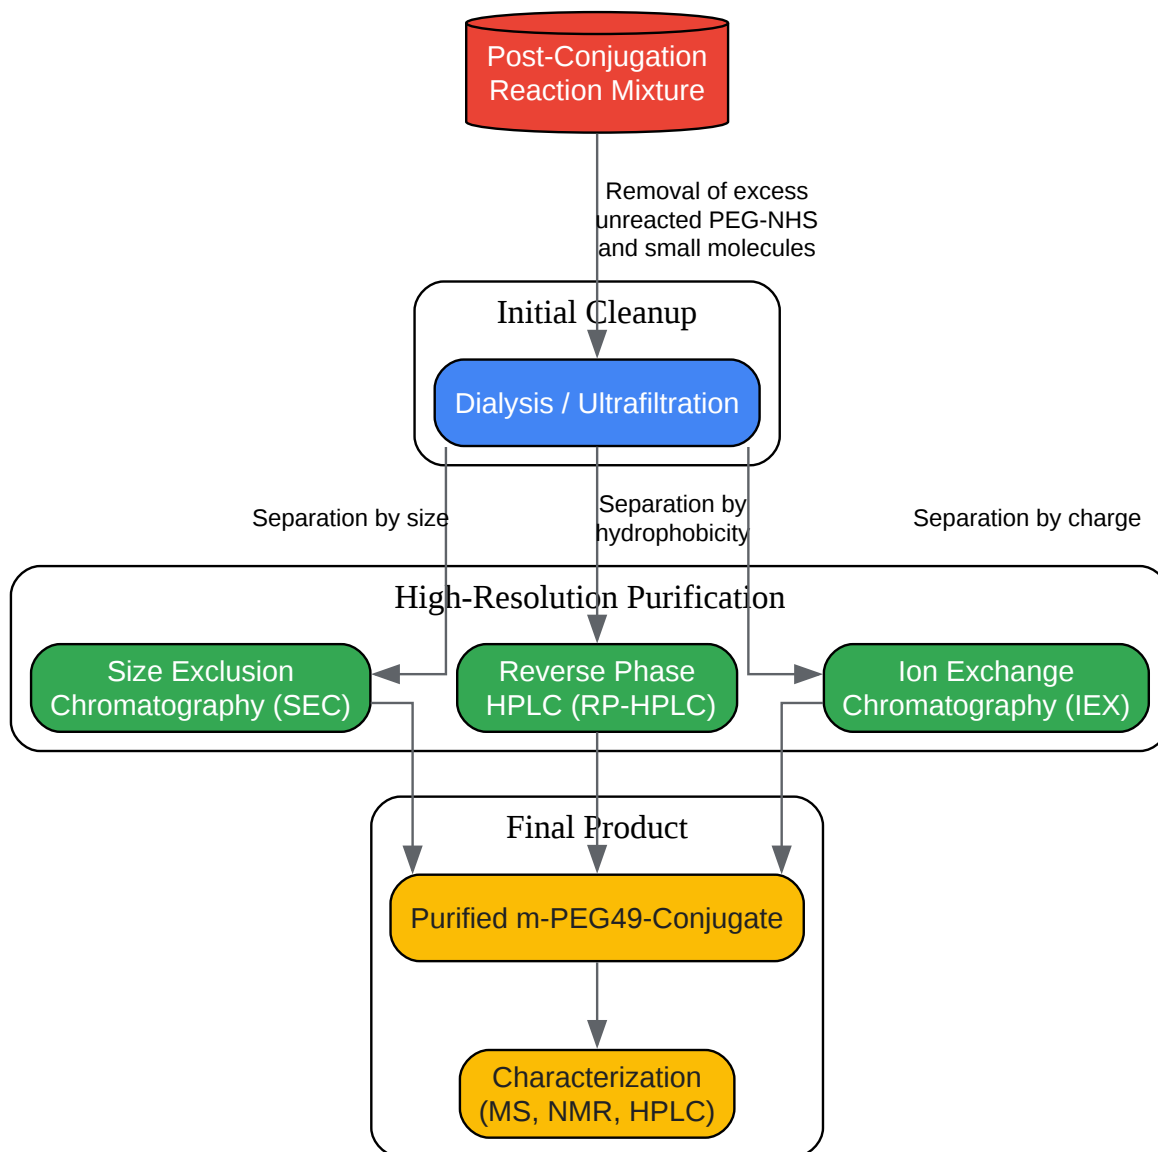 Post-Conjugation
Reaction Mixture
Removal of excess
unreacted PEG-NHS
and small molecules
Initial Cleanup
Dialysis / Ultrafiltration
Separation by size
Separation by
hydrophobicity
Separation by charge
High-Resolution Purification
Size Exclusion
Chromatography (SEC)
Reverse Phase
HPLC (RP-HPLC)
Ion Exchange
Chromatography (IEX)
Final Product
Purified m-PEG49-Conjugate
Characterization
(MS, NMR, HPLC)